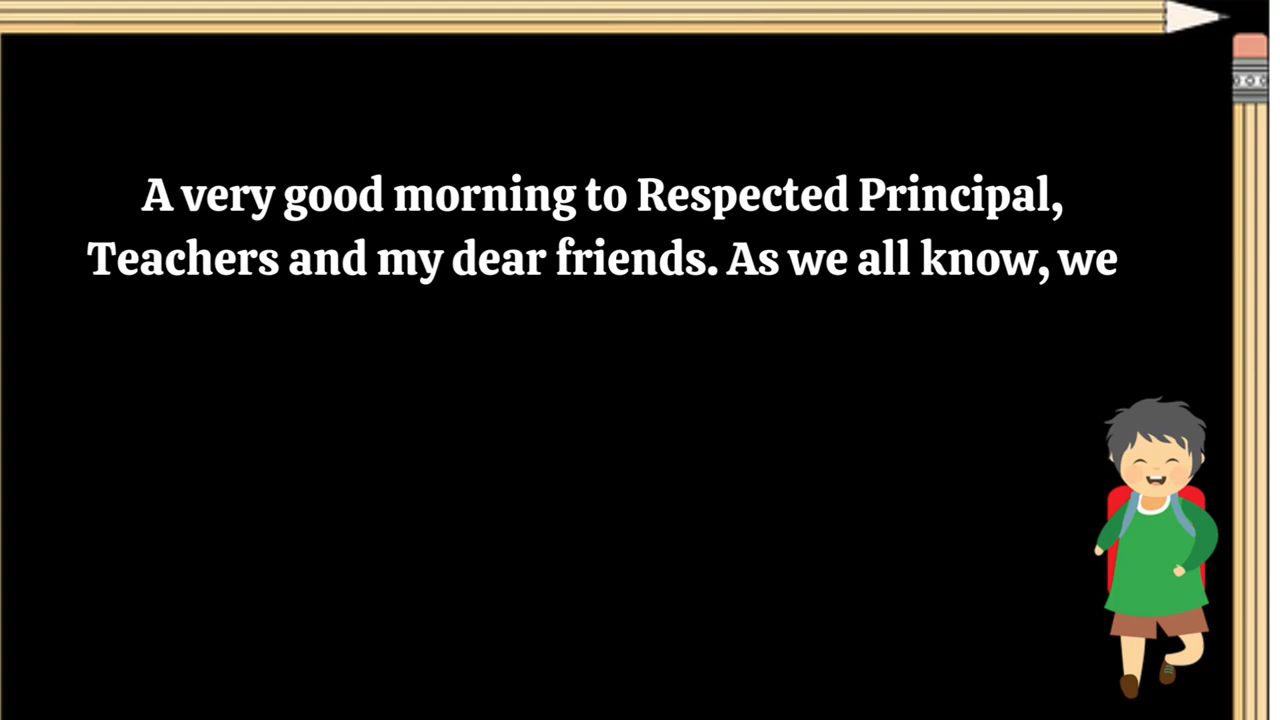 A very good morning to Respected Principal,
Teachers and my dear friends. As we all know, we